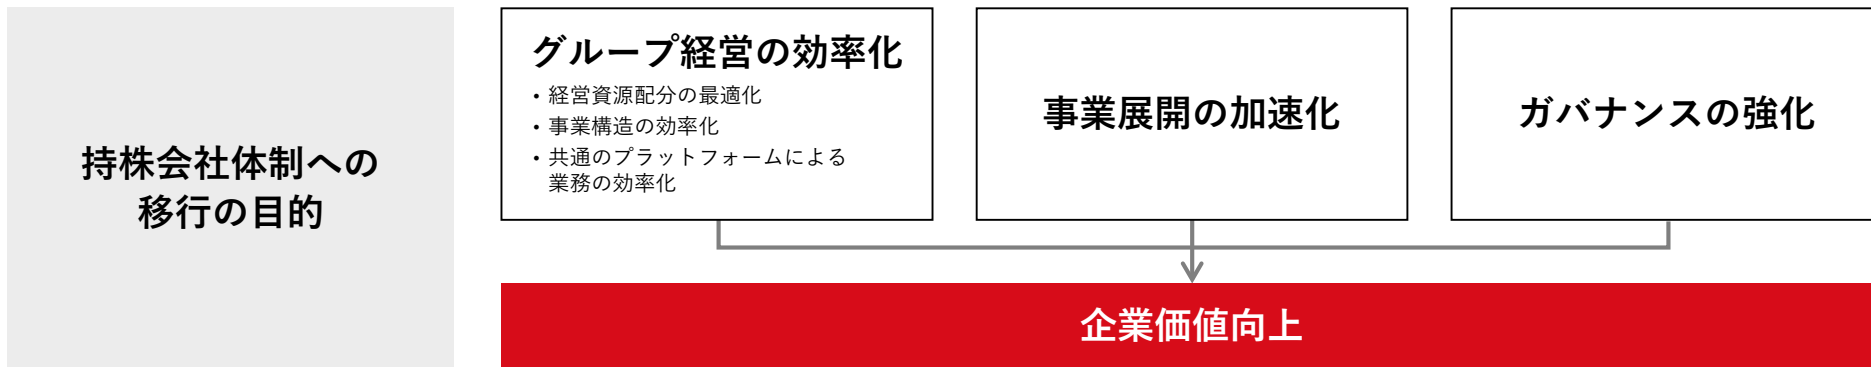 持株会社体制への
移行の目的
グループ経営の効率化
• 経営資源配分の最適化
• 事業構造の効率化
• 共通のプラットフォームによる
業務の効率化
事業展開の加速化
ガバナンスの強化
企業価値向上